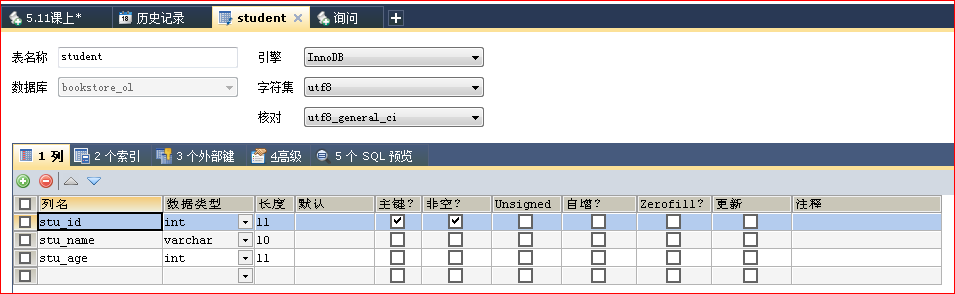 5.11课上* 历史记录 student 询问
表名称 student 引擎 InnoDB
数据库 bookstore_ol 字符集 utf8
核对 utf8_general_ci
1 列 2 个索引 3 个外部键 4高级 5 个 SQL 预览
列名 数据类型 长度 默认 主键? 非空? Unsigned 自增? Zerofill? 更新 注释
stu_id int 11
stu_name varchar 10
stu_age int 11